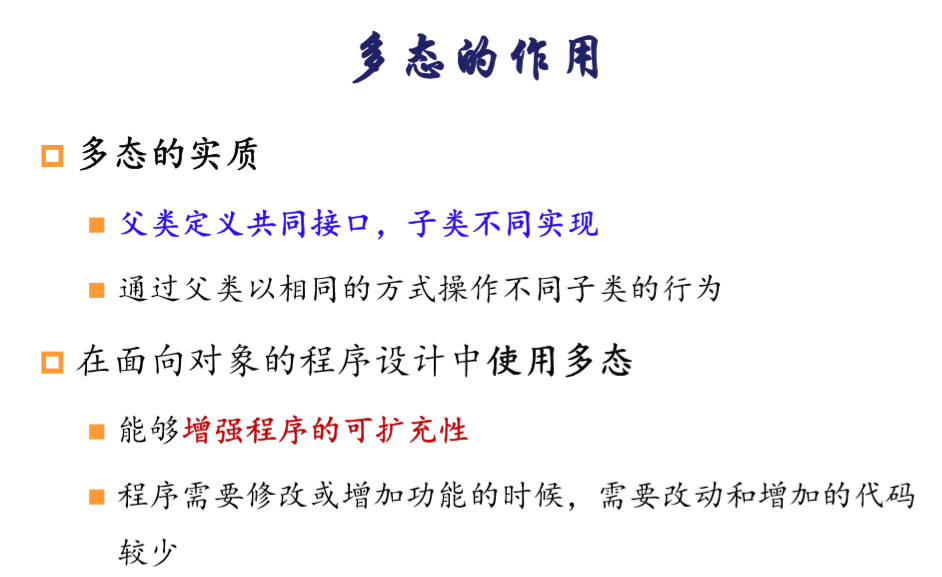 多态的作用
多态的实质
父类定义共同接口，子类不同实现
通过父类以相同的方式操作不同子类的行为
在面向对象的程序设计中使用多态
能够增强程序的可扩充性
程序需要修改或增加功能的时候，需要改动和增加的代码
较少